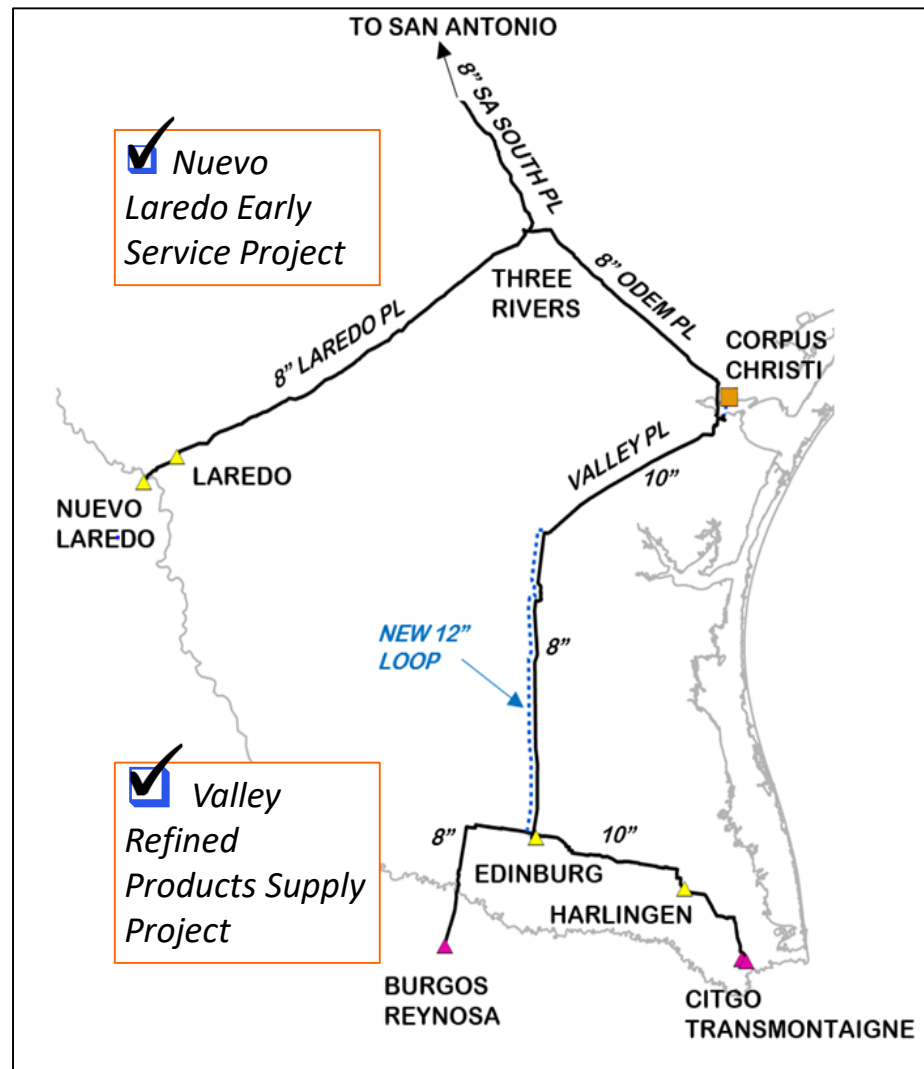 TO SAN ANTONIO
8” SA SOUTH PL
Nuevo
Laredo Early
Service Project
THREE
RIVERS
8” ODEM PL
CORPUS
CHRISTI
8” LAREDO PL
VALLEY PL
10”
LAREDO
NUEVO
LAREDO
NEW 12”
LOOP
8”
Valley
Refined
Products Supply
Project
8”
10”
EDINBURG
HARLINGEN
BURGOS
REYNOSA
CITGO
TRANSMONTAIGNE